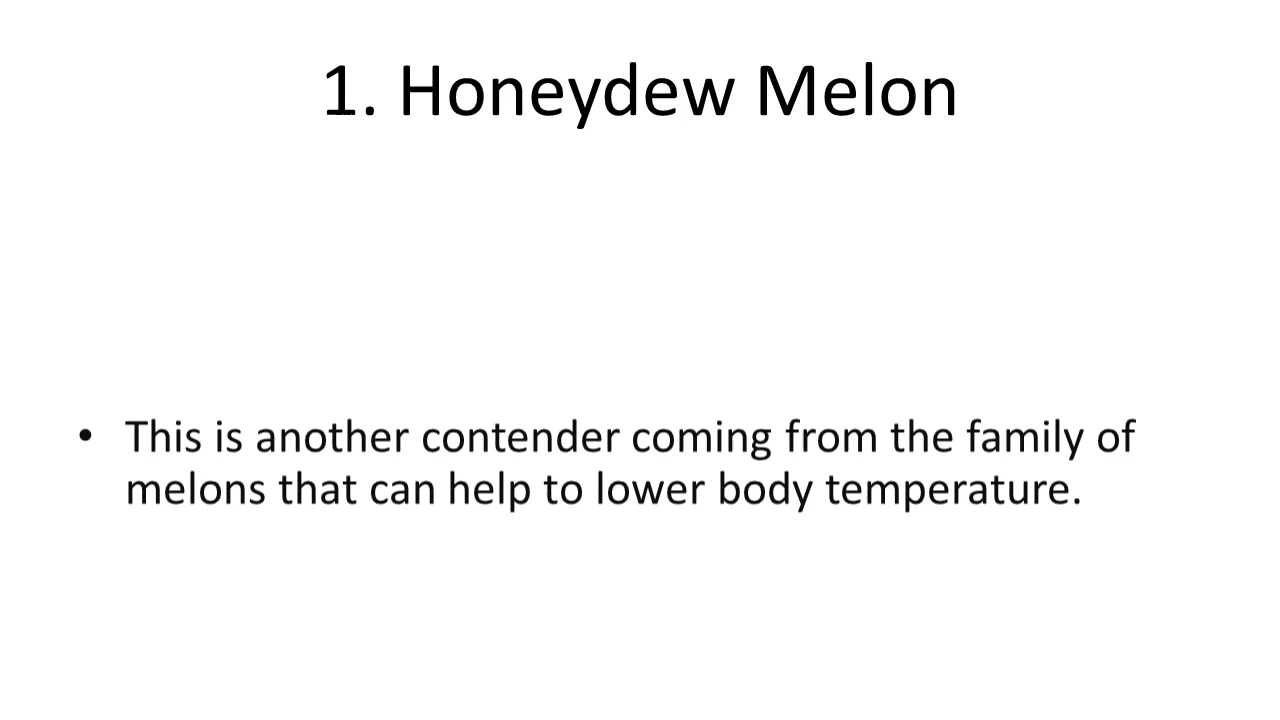 1. Honeydew Melon
• This is another contender coming from the family of
melons that can help to lower body temperature.